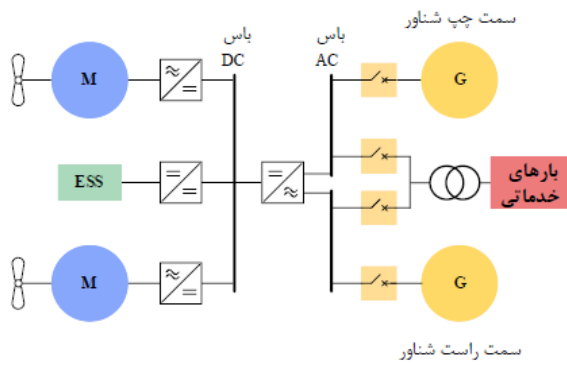 سمت چپ شناور
باس
DC
باس
AC
M
G
ESS
بارهای
خدماتی
M
G
سمت راست شناور